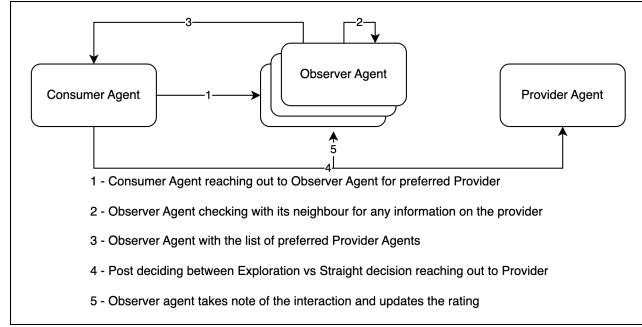 3
2
Observer Agent
Consumer Agent
1
Provider Agent
5
4
1 - Consumer Agent reaching out to Observer Agent for preferred Provider
2 - Observer Agent checking with its neighbour for any information on the provider
3 - Observer Agent with the list of preferred Provider Agents
4 - Post deciding between Exploration vs Straight decision reaching out to Provider
5 - Observer agent takes note of the interaction and updates the rating